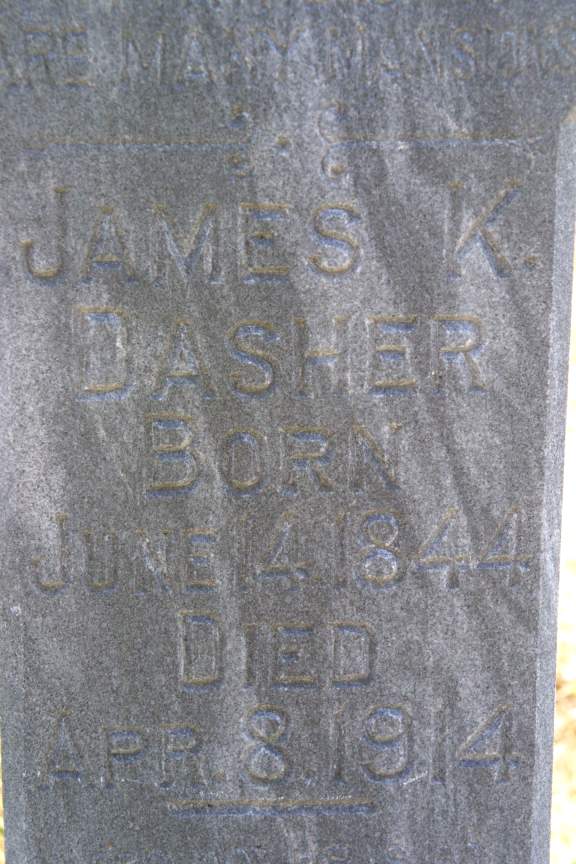 ARE MANY MANSIONS
JAMES K.
DASHER
BORN
JUNE 14, 1844
DIED
APR. 8, 1914.